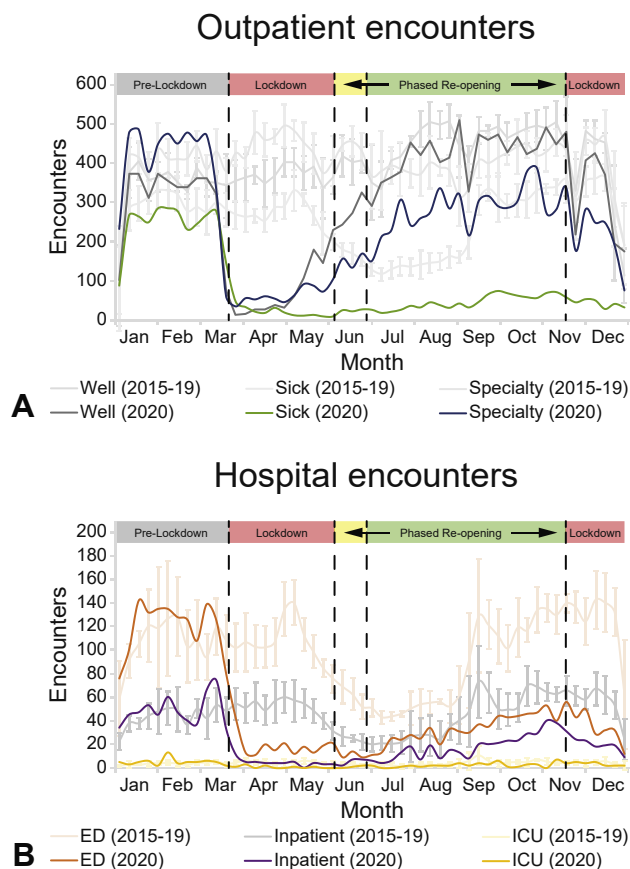 Outpatient encounters
600
500
400
300
200
100
0
Encounters
Pre-Lockdown Lockdown Phased Re-opening Lockdown
Jan Feb Mar Apr May Jun Jul Aug Sep Oct Nov Dec
Month
A
Well (2015-19) Sick (2015-19) Specialty (2015-19)
Well (2020) Sick (2020) Specialty (2020)
Hospital encounters
200
180
160
140
120
100
80
60
40
20
0
Encounters
Pre-Lockdown Lockdown Phased Re-opening Lockdown
Jan Feb Mar Apr May Jun Jul Aug Sep Oct Nov Dec
Month
B
ED (2015-19) Inpatient (2015-19) ICU (2015-19)
ED (2020) Inpatient (2020) ICU (2020)